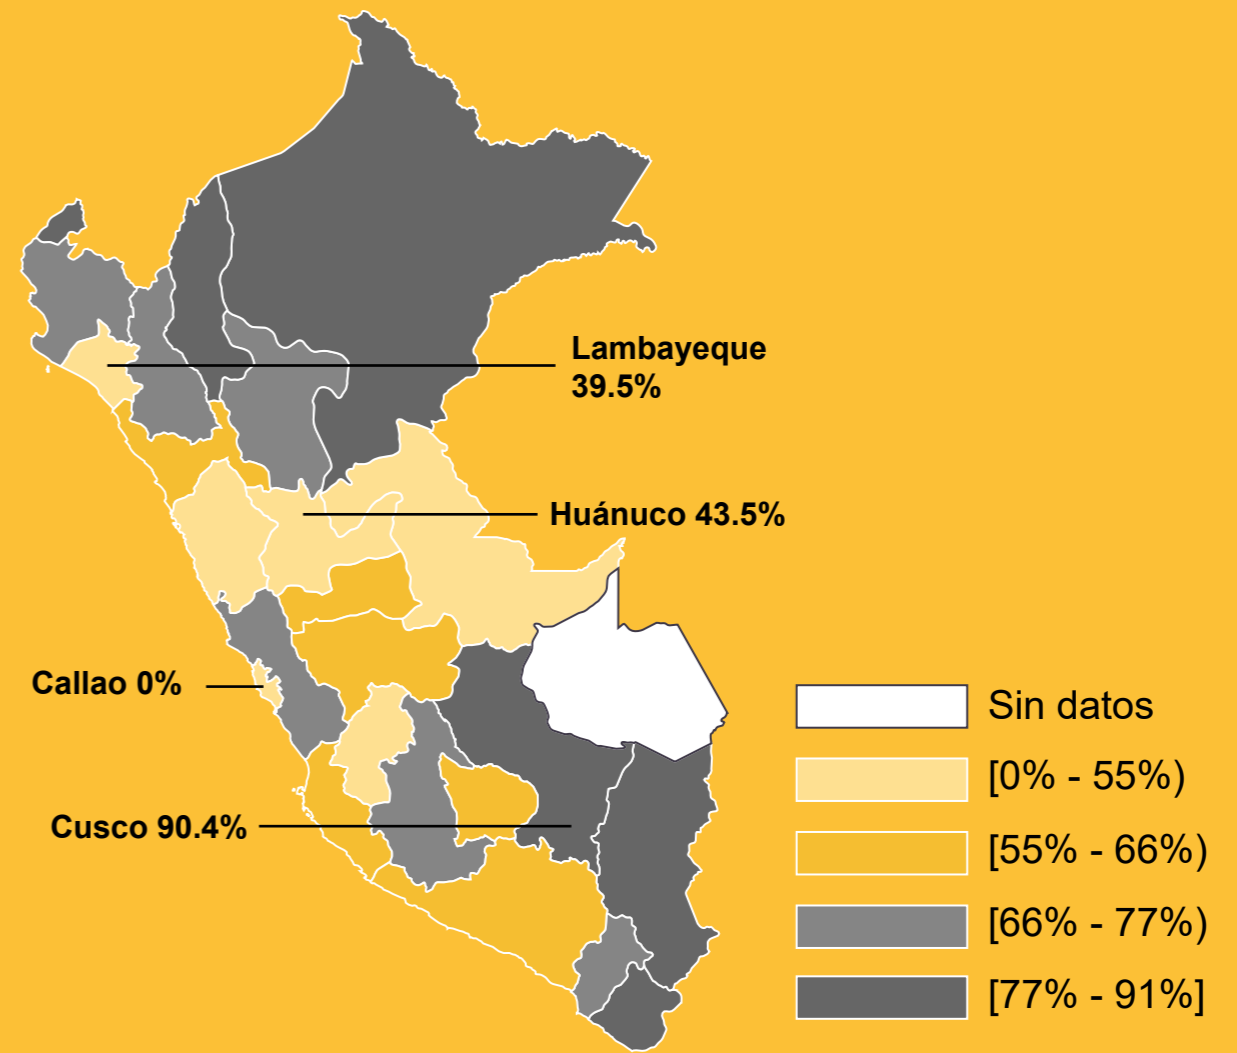 Lambayeque
39.5%
Huánuco 43.5%
Callao 0%
Cusco 90.4%
Sin datos
[0% - 55%)
[55% - 66%)
[66% - 77%)
[77% - 91%]